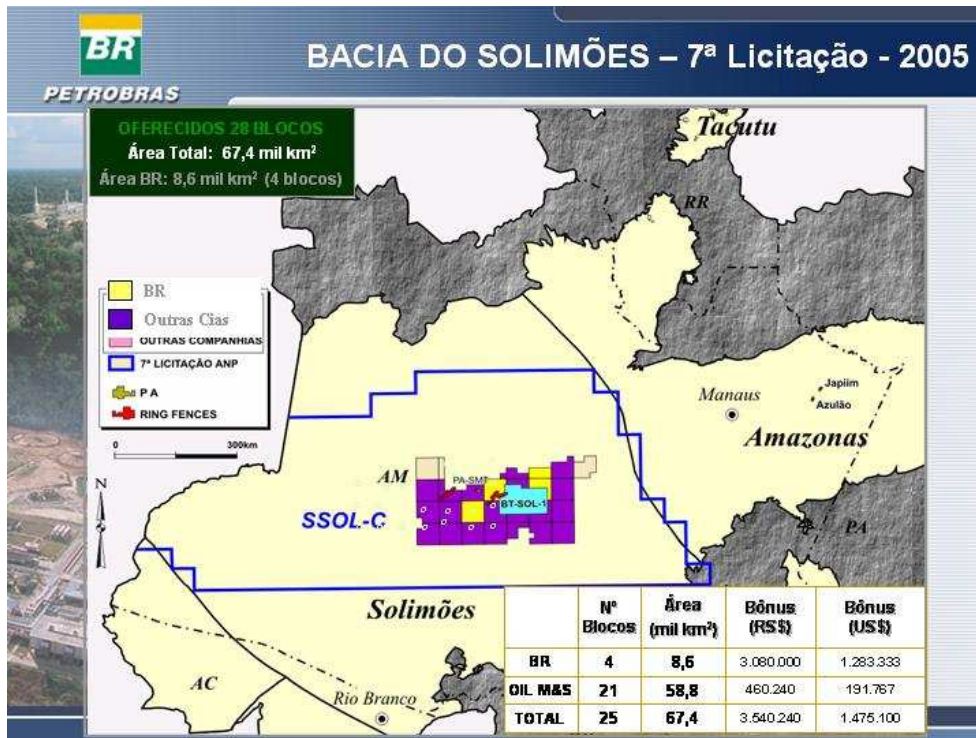 BR
PETROBRAS
BACIA DO SOLIMÕES – 7ª Licitação - 2005
OFERECIDOS 28 BLOCOS
Área Total: 67,4 mil km²
Área BR: 8,6 mil km² (4 blocos)
Tacutu
RR
BR
Outras Cias
OUTRAS COMPANHIAS
7ª LICITAÇÃO ANP
P A
RING FENCES
0 300km
N
Manaus
Japiim
Azulão
Amazonas
AM
PA-SMT
BT-SOL-1
SSOL-C
PA
Solimões
AC
Rio Branco
Nº Blocos Área (mil km²) Bônus (RS$) Bônus (US$)
BR 4 8,6 3.080.000 1.283.333
OIL M&S 21 58,8 460.240 191.767
TOTAL 25 67,4 3.540.240 1.475.100